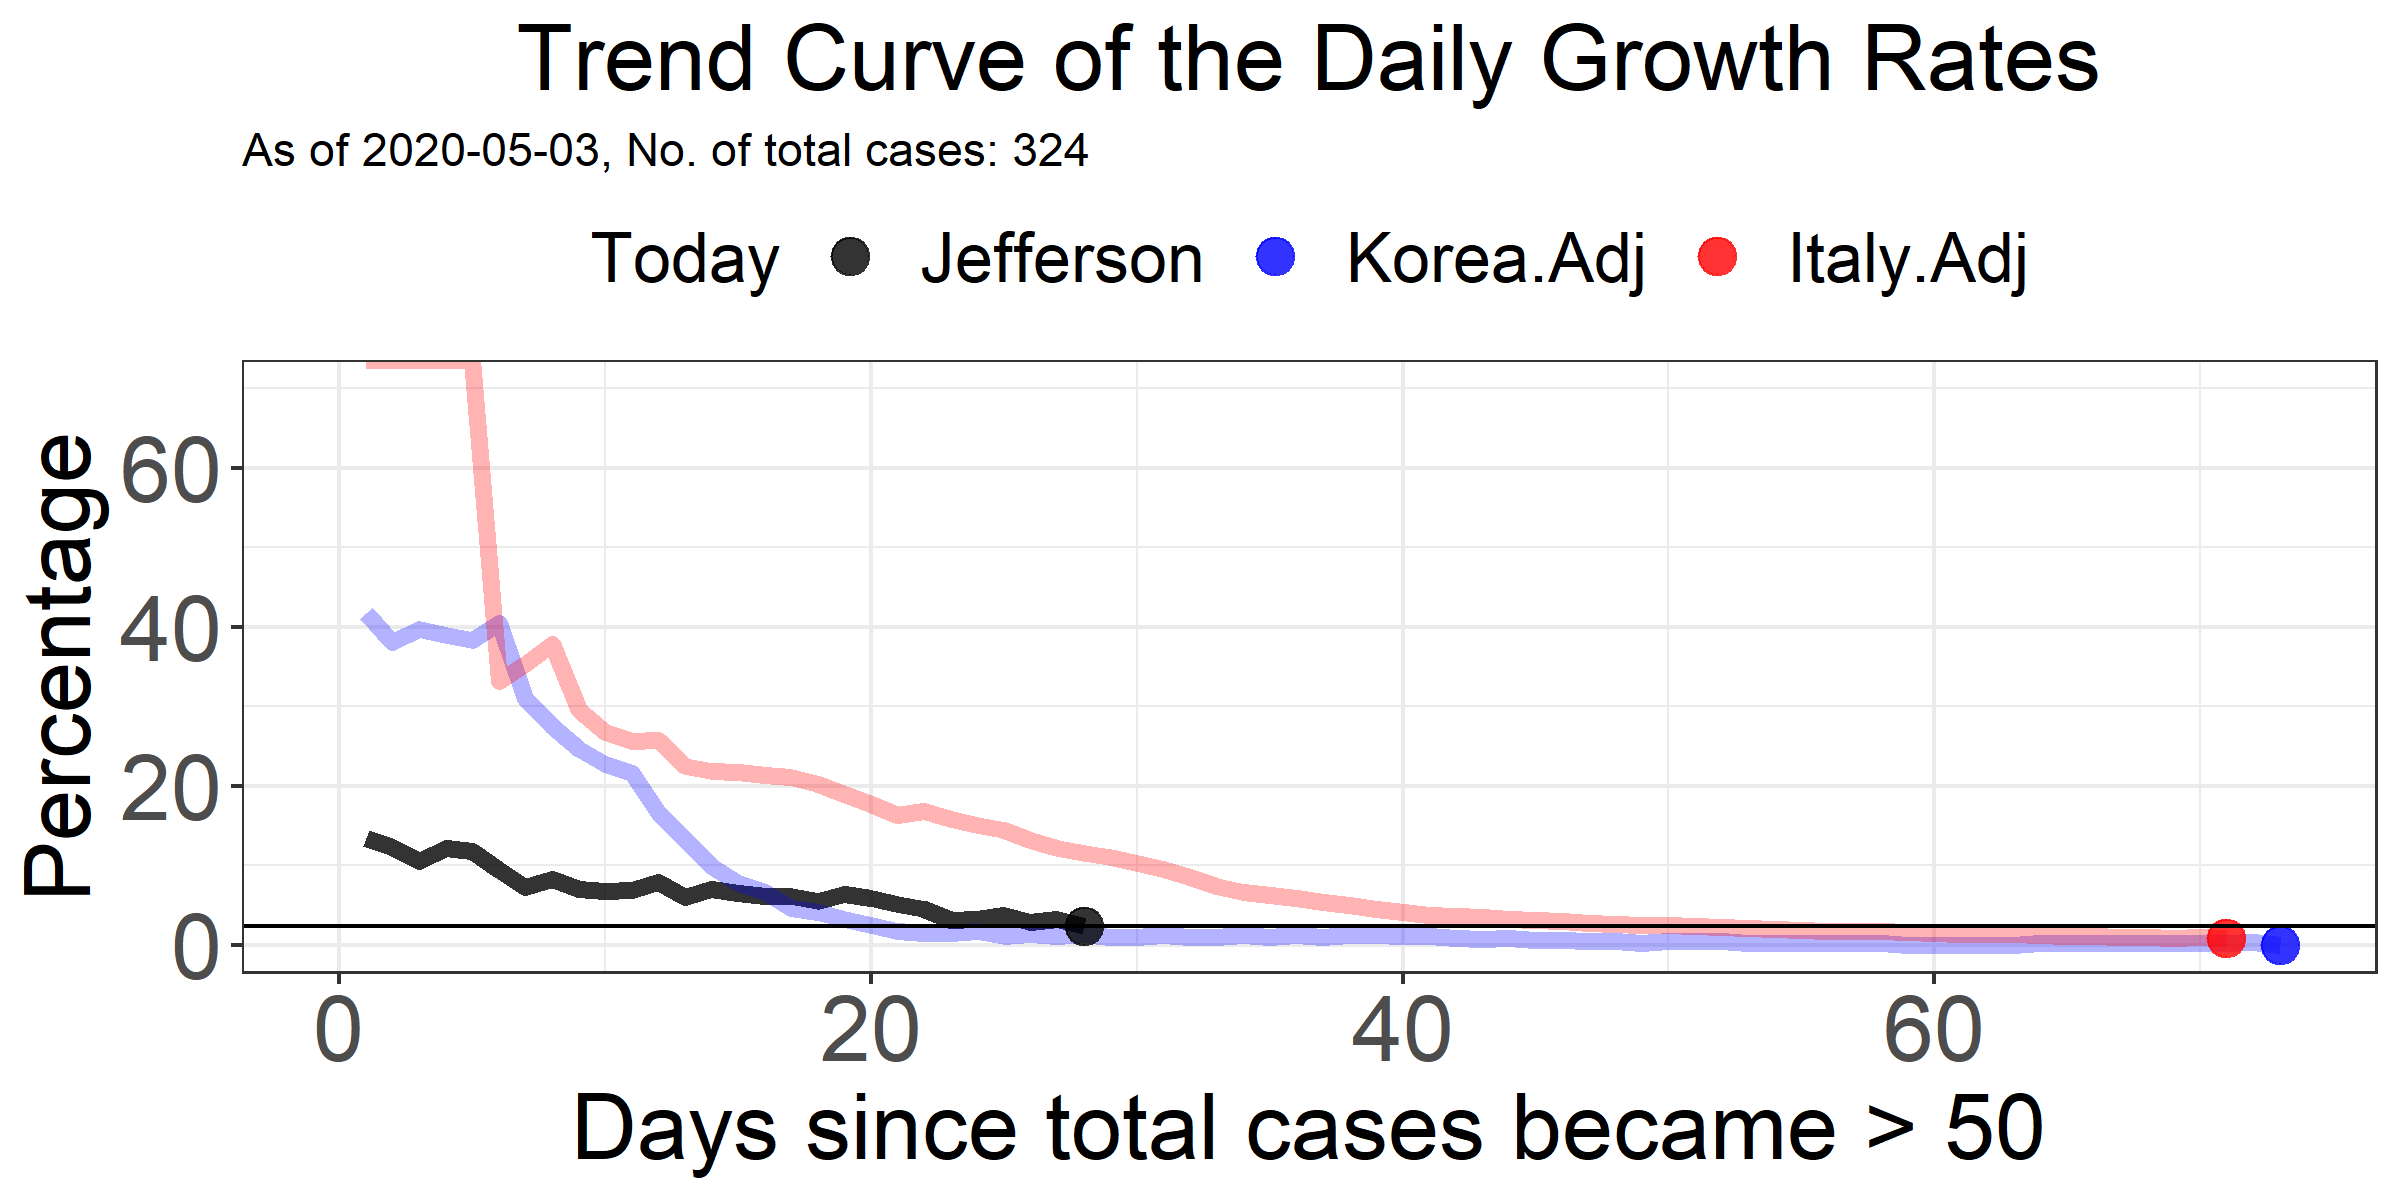 Trend Curve of the Daily Growth Rates
As of 2020-05-03, No. of total cases: 324
Today Jefferson Korea.Adj Italy.Adj
Percentage
60
40
20
0
0 20 40 60
Days since total cases became > 50